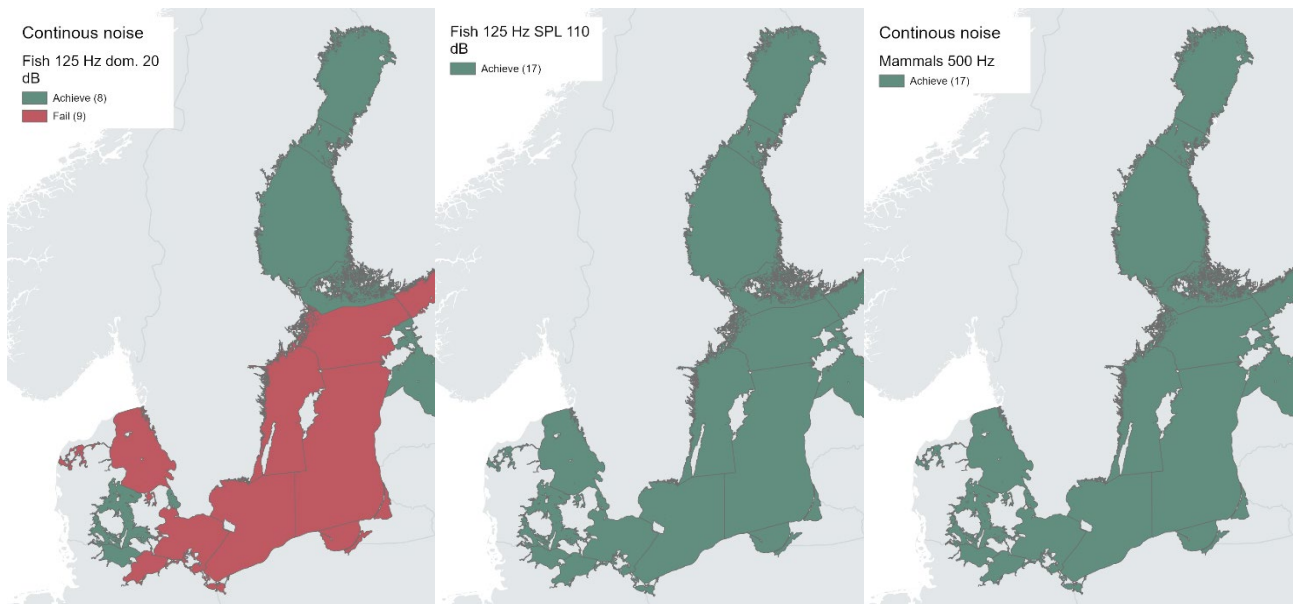 Continous noise
Fish 125 Hz dom. 20
dB
Achieve (8)
Fail (9)
Fish 125 Hz SPL 110
dB
Achieve (17)
Continous noise
Mammals 500 Hz
Achieve (17)